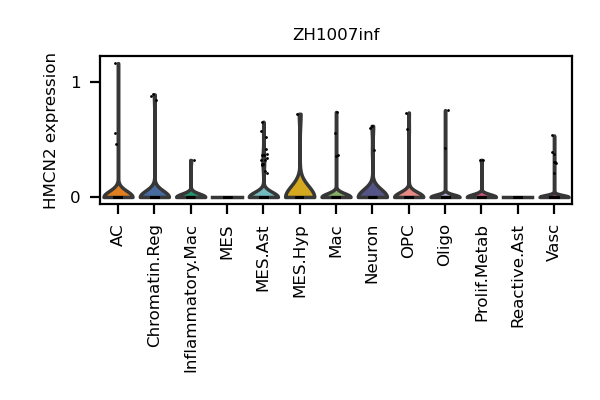 ZH1007inf
HMCN2 expression
1
0
AC
Chromatin.Reg
Inflammatory.Mac
MES
MES.Ast
MES.Hyp
Mac
Neuron
OPC
Oligo
Prolif.Metab
Reactive.Ast
Vasc